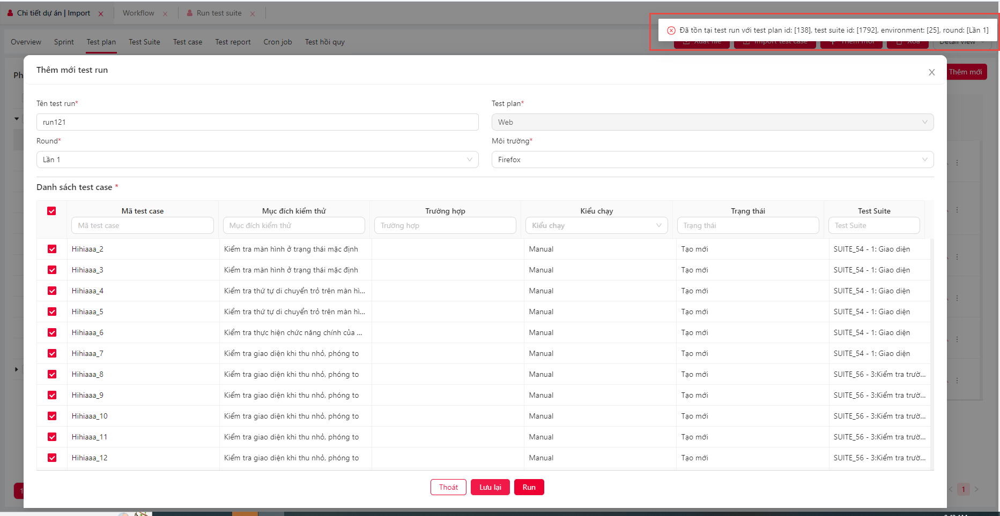 Chi tiết dự án | Import
Workflow
Run test suite
Đã tồn tại test run với test plan id: [138], test suite id: [1792], environment: [25], round: [Lần 1]
Overview Sprint Test plan Test Suite Test case Test report Cron job Test hồi quy
Xuất file Import test case Thêm mới Xóa Detail view
Ph
Thêm mới
Thêm mới test run
Tên test run* Test plan*
run121 Web
Round* Môi trường*
Lần 1 Firefox
Danh sách test case *
Mã test case Mục đích kiểm thử Trường hợp Kiểu chạy Trạng thái Test Suite
Mã test case Mục đích kiểm thử Trường hợp Kiểu chạy Trạng thái Test Suite
Hihiaaa_2 Kiểm tra màn hình ở trạng thái mặc định Manual Tạo mới SUITE_54 - 1: Giao diện
Hihiaaa_3 Kiểm tra màn hình ở trạng thái mặc định Manual Tạo mới SUITE_54 - 1: Giao diện
Hihiaaa_4 Kiểm tra thứ tự di chuyển trỏ trên màn hì... Manual Tạo mới SUITE_54 - 1: Giao diện
Hihiaaa_5 Kiểm tra thứ tự di chuyển trỏ trên màn hì... Manual Tạo mới SUITE_54 - 1: Giao diện
Hihiaaa_6 Kiểm tra thực hiện chức năng chính của ... Manual Tạo mới SUITE_54 - 1: Giao diện
Hihiaaa_7 Kiểm tra giao diện khi thu nhỏ, phóng to Manual Tạo mới SUITE_54 - 1: Giao diện
Hihiaaa_8 Kiểm tra giao diện khi thu nhỏ, phóng to Manual Tạo mới SUITE_56 - 3:Kiểm tra trườ...
Hihiaaa_9 Kiểm tra giao diện khi thu nhỏ, phóng to Manual Tạo mới SUITE_56 - 3:Kiểm tra trườ...
Hihiaaa_10 Kiểm tra giao diện khi thu nhỏ, phóng to Manual Tạo mới SUITE_56 - 3:Kiểm tra trườ...
Hihiaaa_11 Kiểm tra giao diện khi thu nhỏ, phóng to Manual Tạo mới SUITE_56 - 3:Kiểm tra trườ...
Hihiaaa_12 Kiểm tra giao diện khi thu nhỏ, phóng to Manual Tạo mới SUITE_56 - 3:Kiểm tra trườ...
Thoát Lưu lại Run
1
1